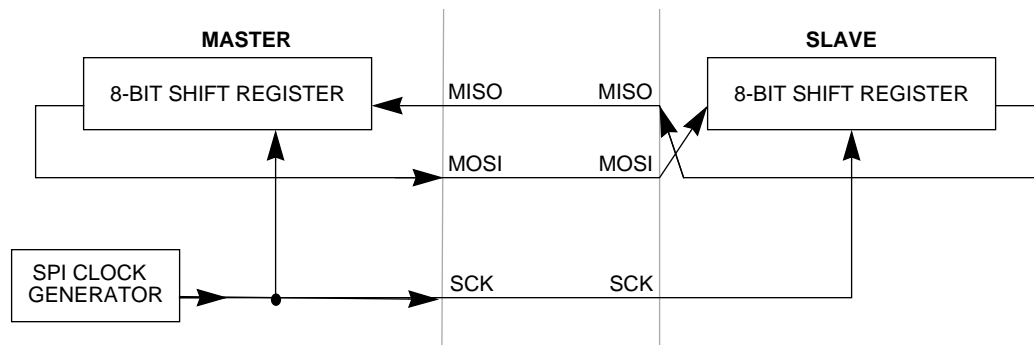 MASTER
SLAVE
8-BIT SHIFT REGISTER
MISO
MISO
8-BIT SHIFT REGISTER
MOSI
MOSI
SPI CLOCK
GENERATOR
SCK
SCK